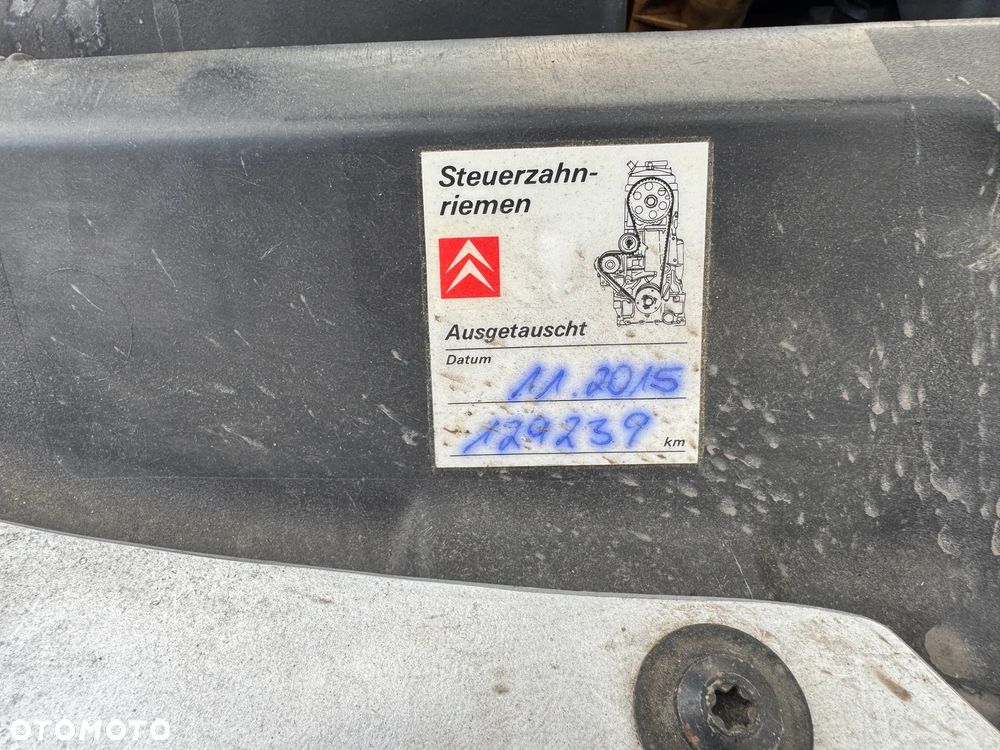 Steuerzahn-
riemen
Ausgetauscht
Datum
11.2015
129239 km
OTOMOTO